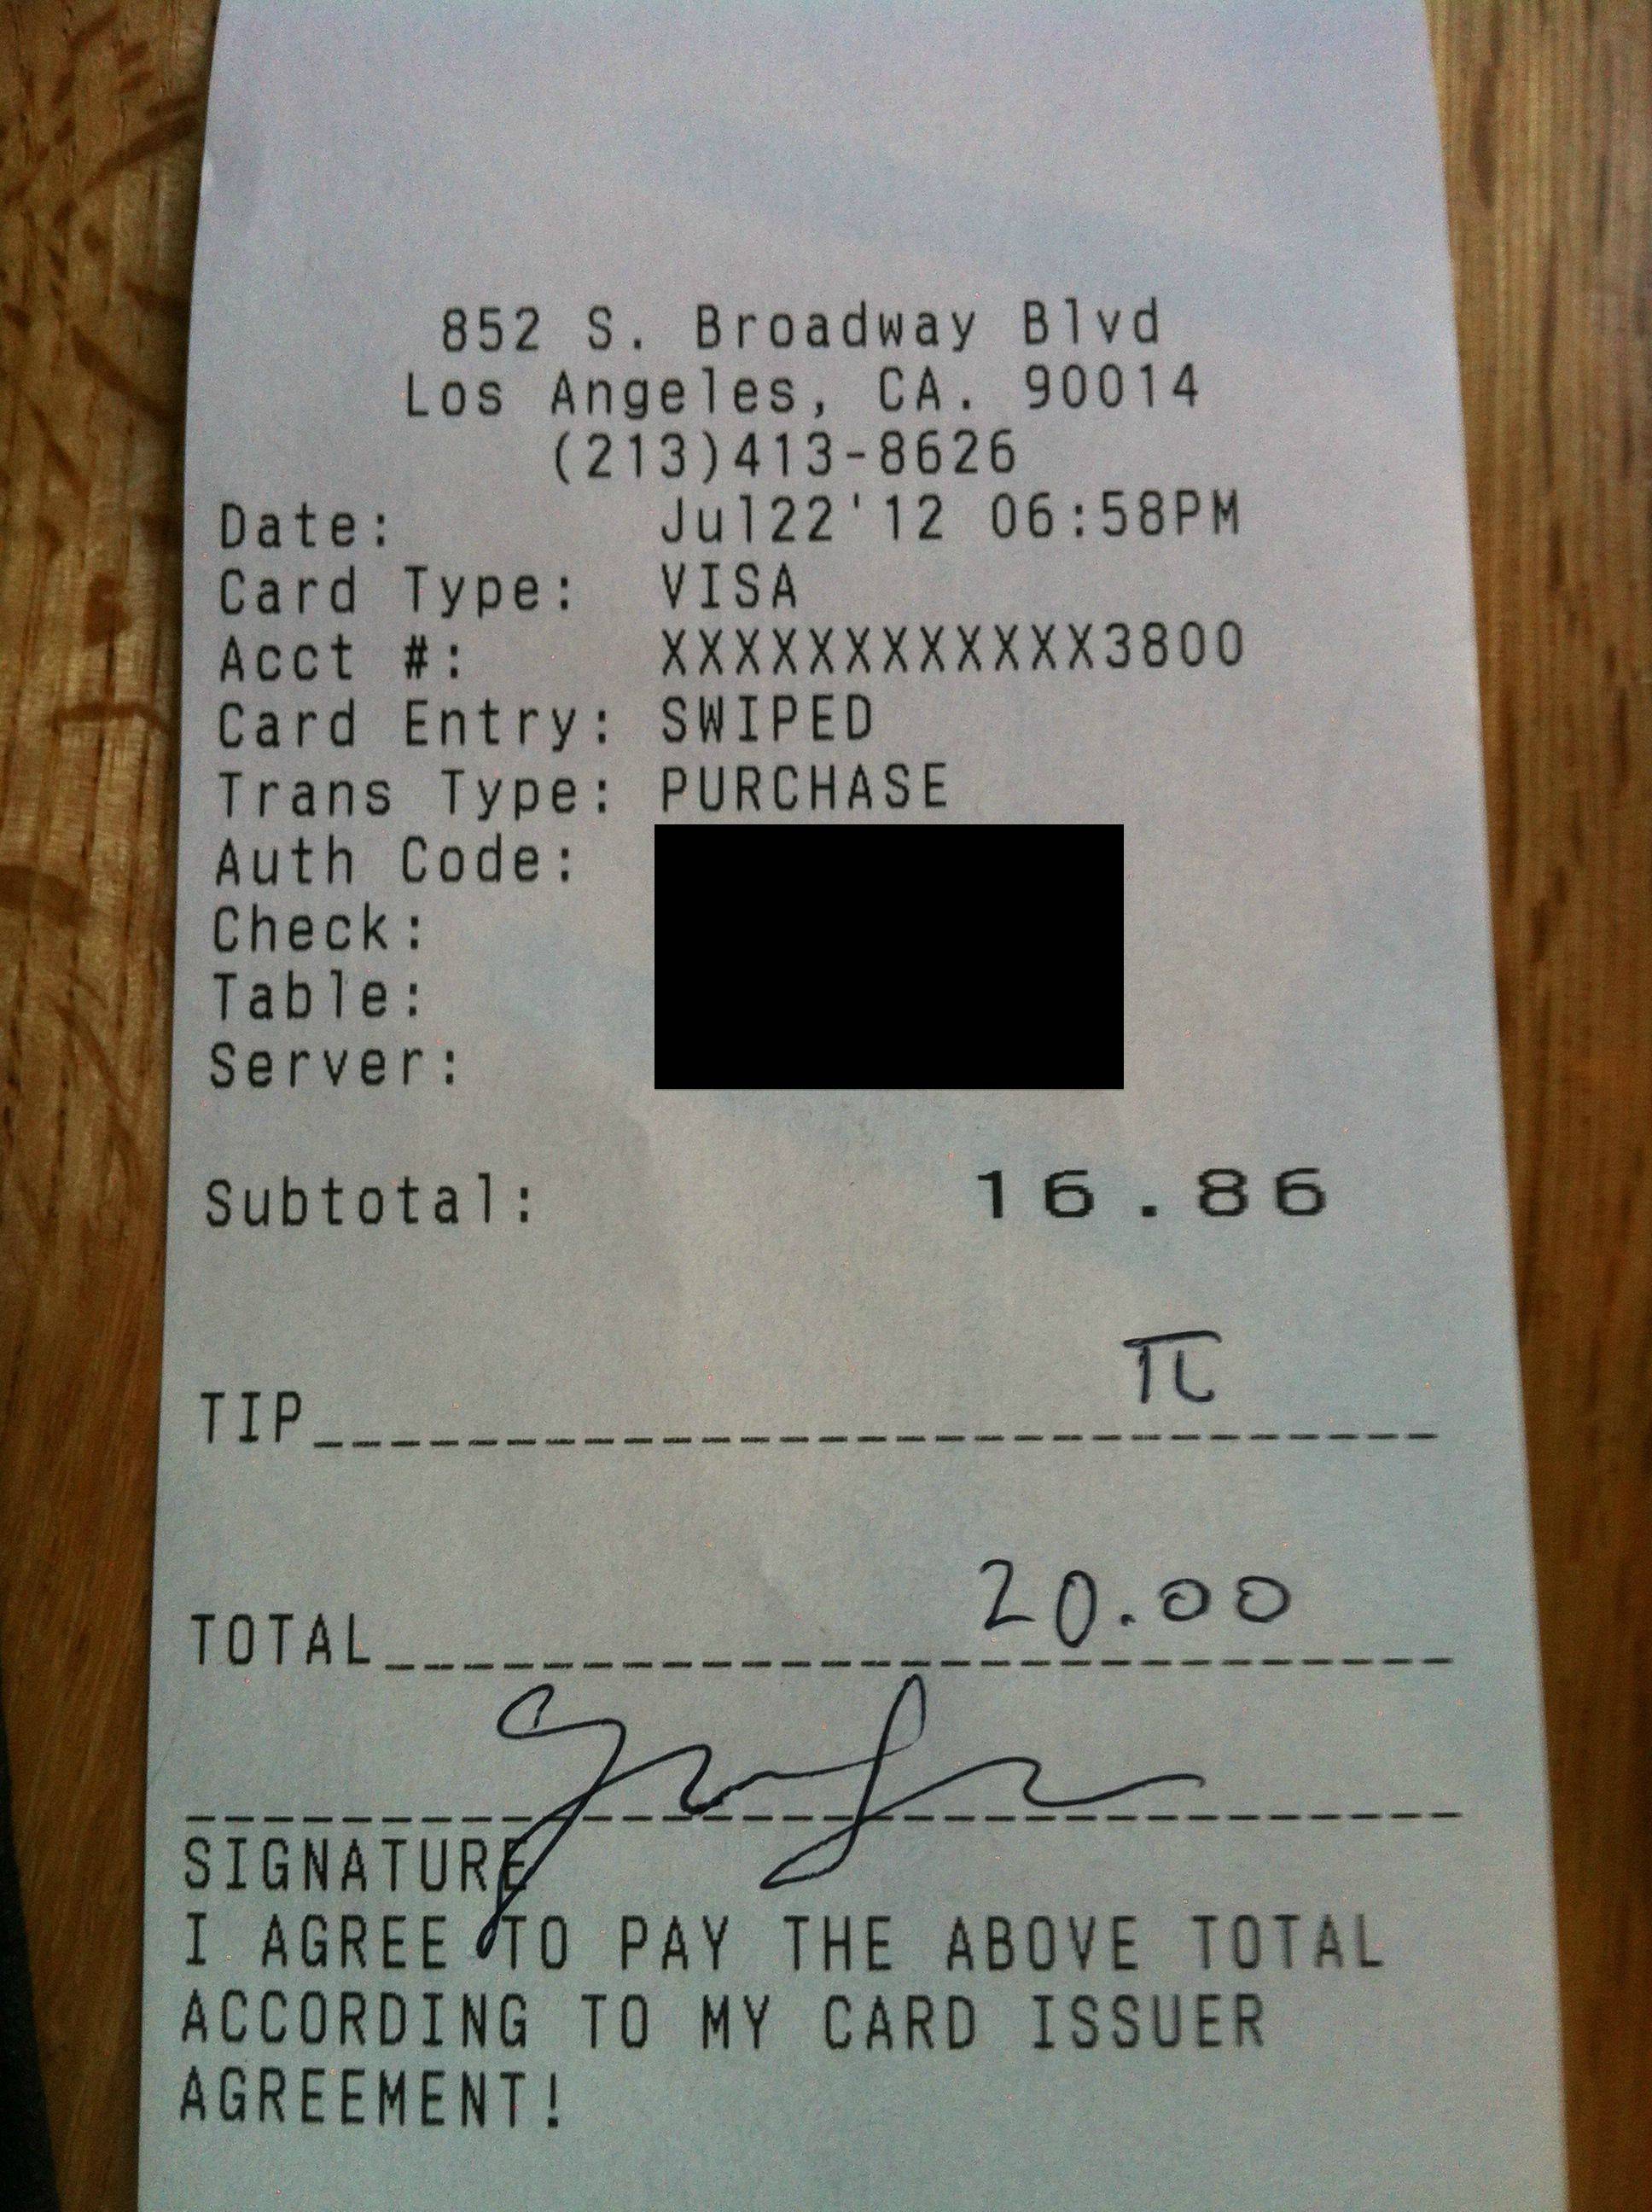 852 S. Broadway Blvd
Los Angeles, CA. 90014
(213)413-8626
Date: Jul22'12 06:58PM
Card Type: VISA
Acct #: XXXXXXXXXXXX3800
Card Entry: SWIPED
Trans Type: PURCHASE
Auth Code:
Check:
Table:
Server:
Subtotal: 16.86
TIP π
TOTAL 20.00
SIGNATURE
I AGREE TO PAY THE ABOVE TOTAL
ACCORDING TO MY CARD ISSUER
AGREEMENT!